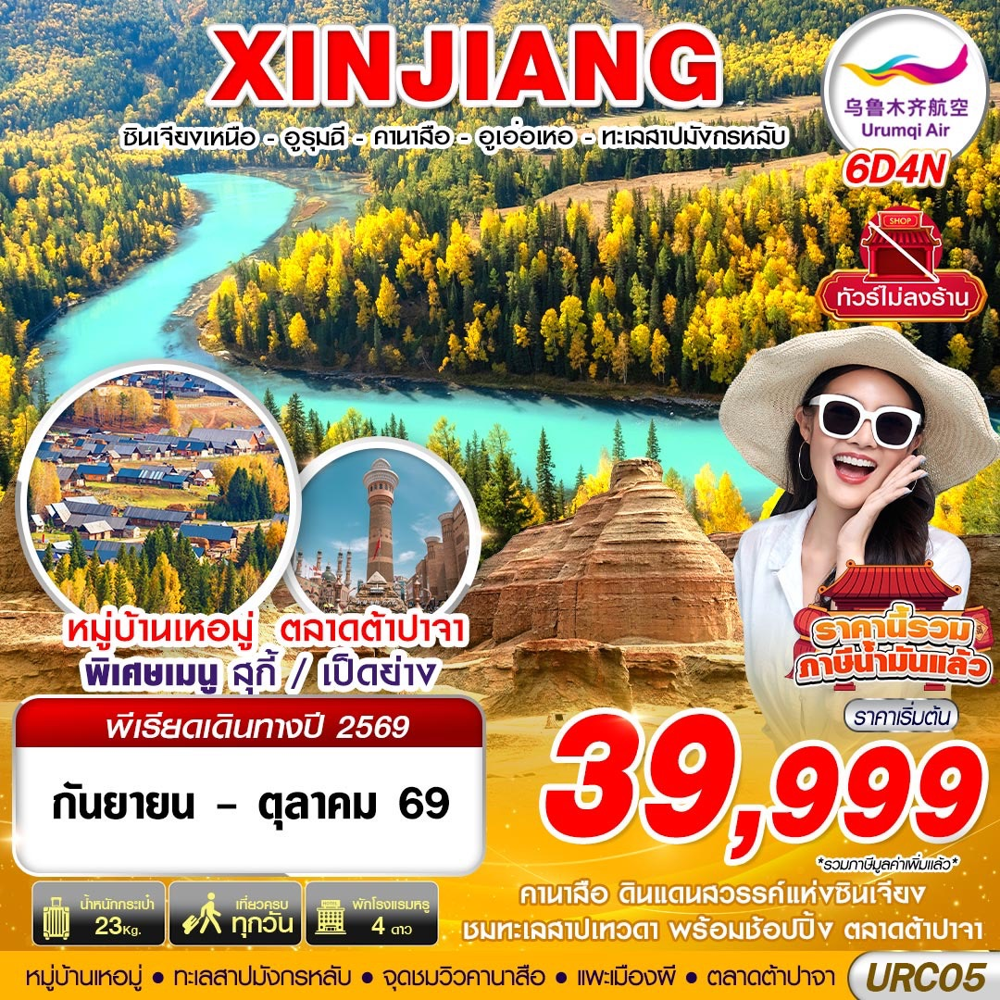 XINJIANG
乌鲁木齐航空
Urumqi Air
ซินเจียงเหนือ - อูรุมฉี - คานาสือ - อูเอ่อเหอ - ทะเลสาปมังกรหลับ
6D4N
SHOP
ทัวร์ไม่ลงร้าน
หมู่บ้านเหอมู่ ตลาดต้าปาจา
พิเศษเมนู สุกี้ / เป็ดย่าง
ราคานี้รวม
ภาษีน้ำมันแล้ว
พีเรียดเดินทางปี 2569
กันยายน - ตุลาคม 69
ราคาเริ่มต้น
39,999
*รวมภาษีมูลค่าเพิ่มแล้ว*
น้ำหนักกระเป๋า
23Kg.
เที่ยวครบ
ทุกวัน
HOTEL
พักโรงแรมหรู
4 ดาว
คานาสือ ดินแดนสวรรค์แห่งซินเจียง
ชมทะเลสาปเทวดา พร้อมช้อปปิ้ง ตลาดต้าปาจา
หมู่บ้านเหอมู่ • ทะเลสาปมังกรหลับ • จุดชมวิวคานาสือ • แพะเมืองผี • ตลาดต้าปาจา
URC05